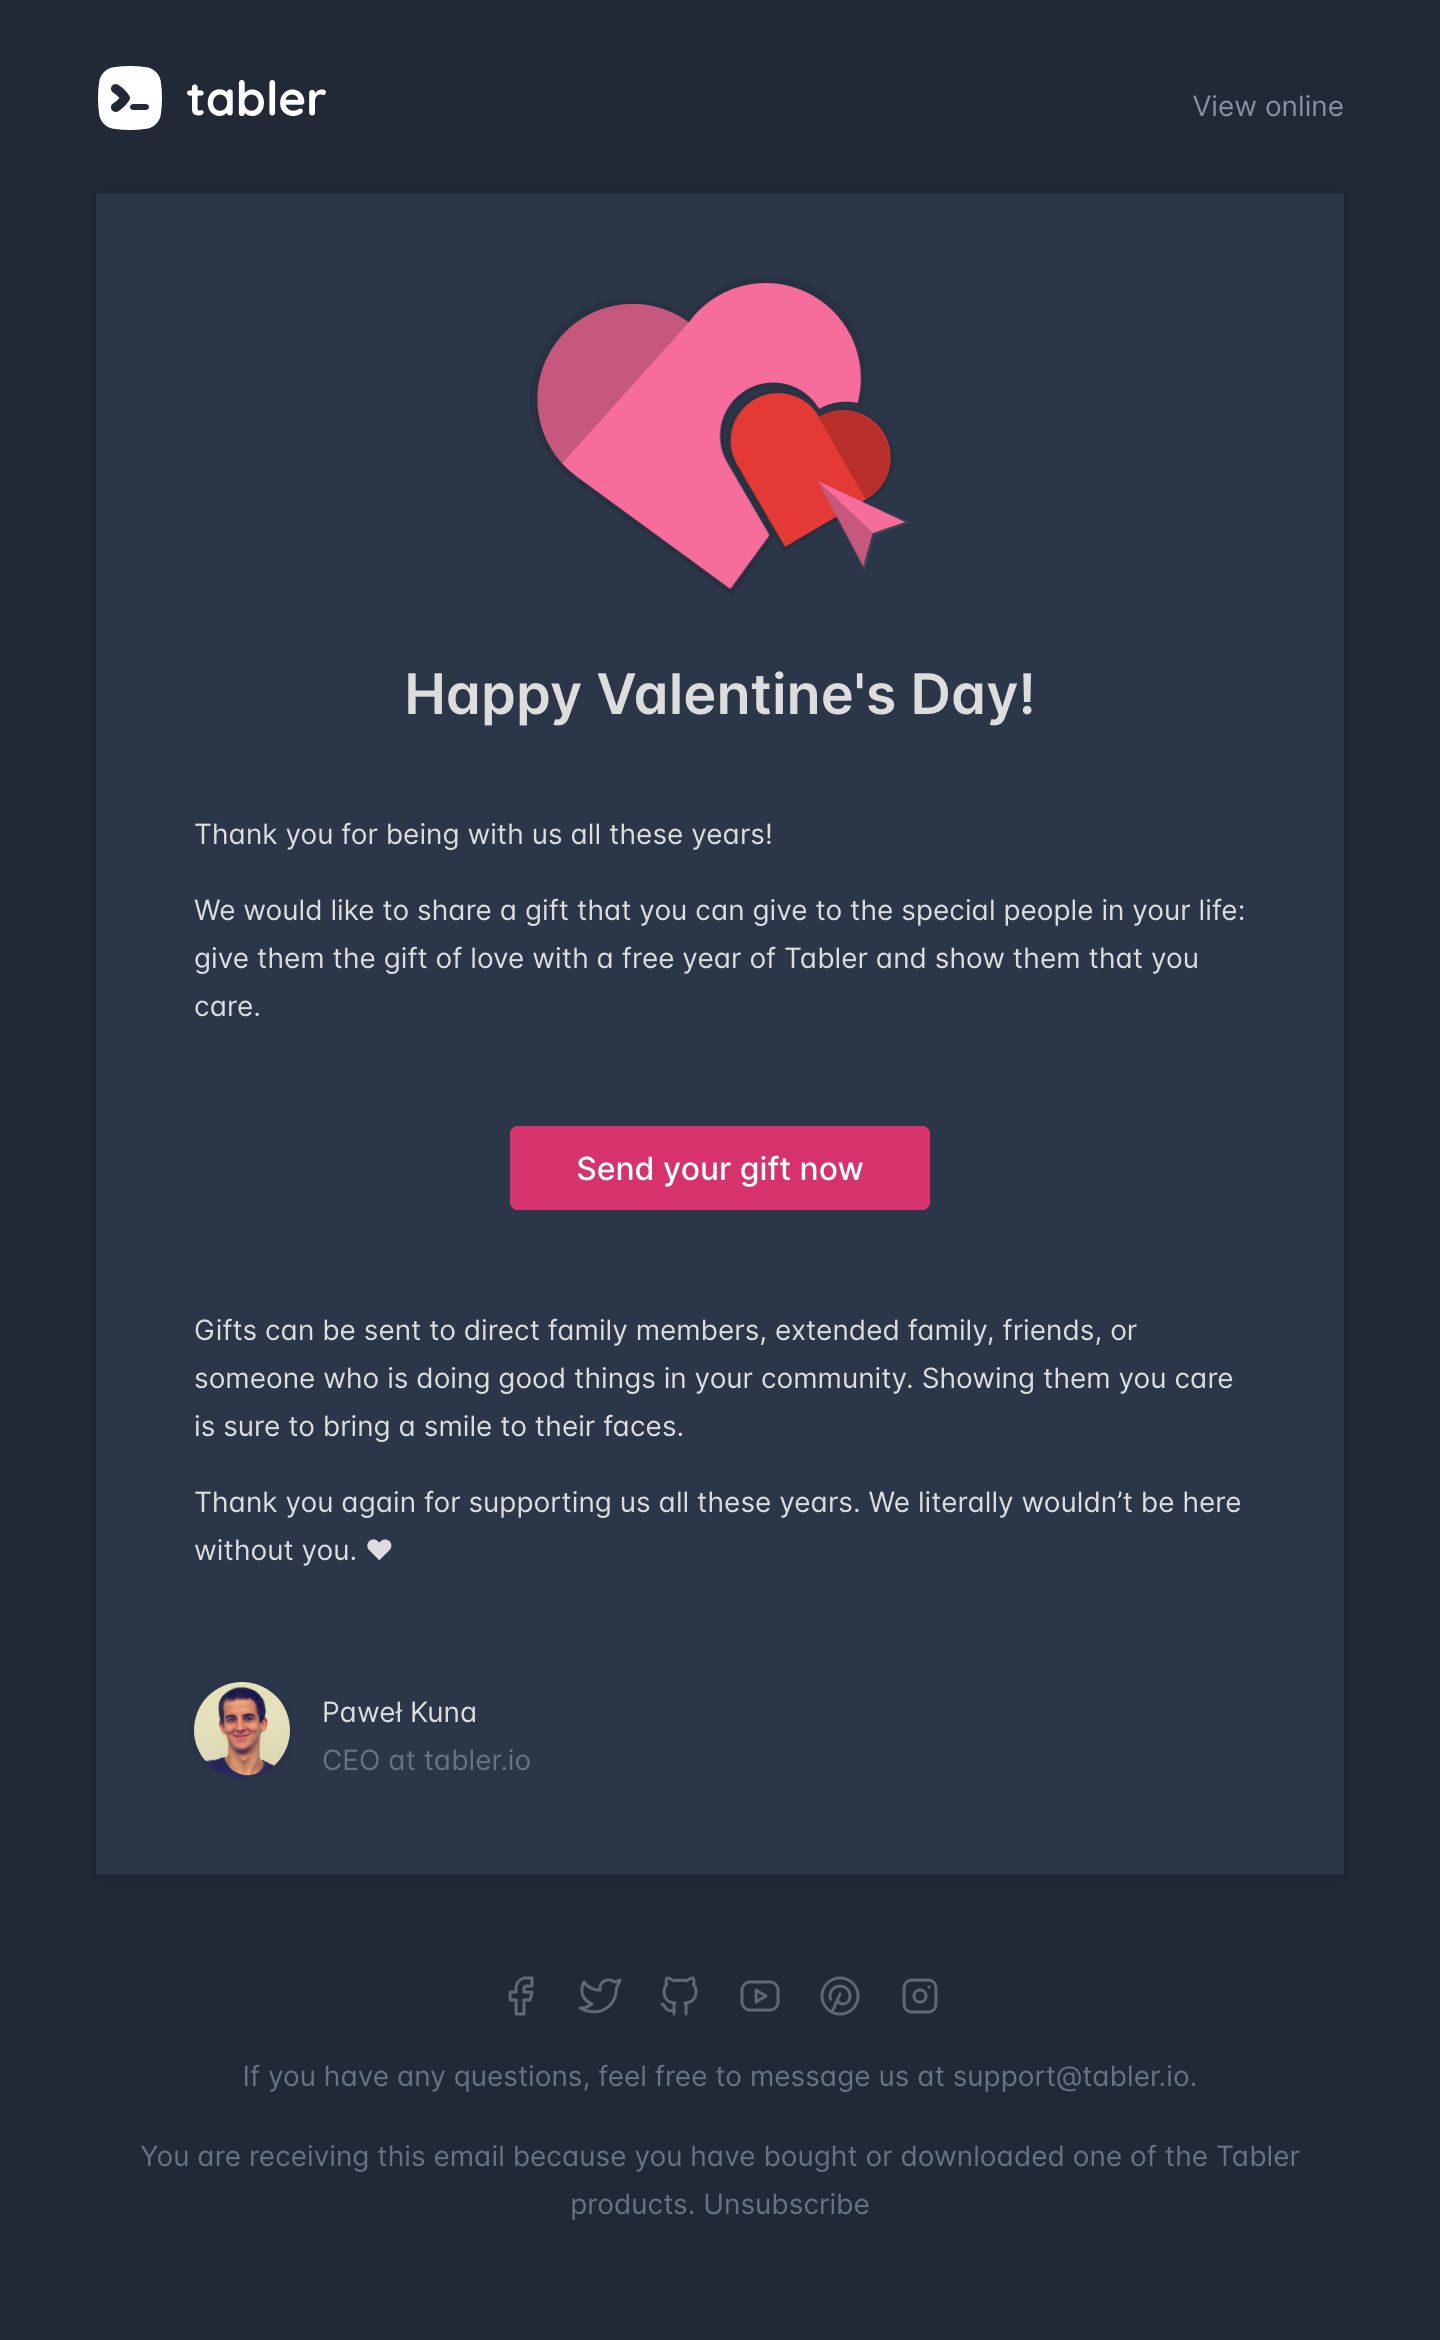 tabler
View online
Happy Valentine's Day!
Thank you for being with us all these years!
We would like to share a gift that you can give to the special people in your life:
give them the gift of love with a free year of Tabler and show them that you
care.
Send your gift now
Gifts can be sent to direct family members, extended family, friends, or
someone who is doing good things in your community. Showing them you care
is sure to bring a smile to their faces.
Thank you again for supporting us all these years. We literally wouldn’t be here
without you. ♥
Paweł Kuna
CEO at tabler.io
If you have any questions, feel free to message us at support@tabler.io.
You are receiving this email because you have bought or downloaded one of the Tabler
products. Unsubscribe